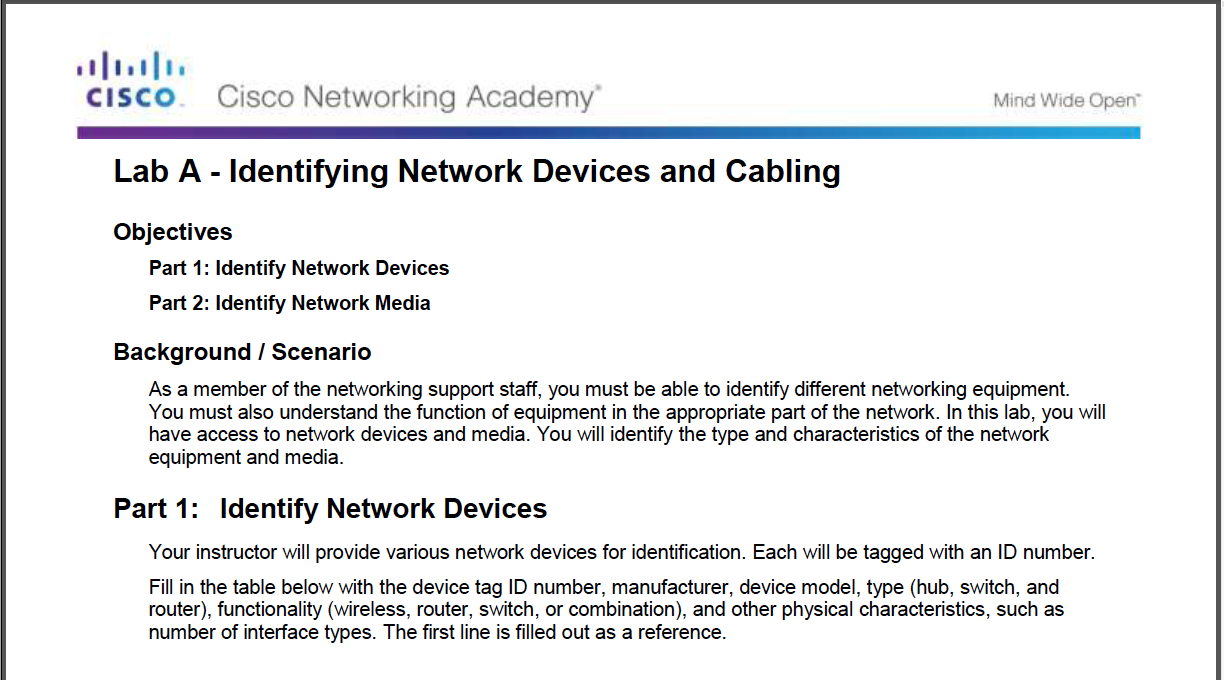 CISCO Cisco Networking Academy® Mind Wide Open™
Lab A - Identifying Network Devices and Cabling
Objectives
Part 1: Identify Network Devices
Part 2: Identify Network Media
Background / Scenario
As a member of the networking support staff, you must be able to identify different networking equipment.
You must also understand the function of equipment in the appropriate part of the network. In this lab, you will
have access to network devices and media. You will identify the type and characteristics of the network
equipment and media.
Part 1: Identify Network Devices
Your instructor will provide various network devices for identification. Each will be tagged with an ID number.
Fill in the table below with the device tag ID number, manufacturer, device model, type (hub, switch, and
router), functionality (wireless, router, switch, or combination), and other physical characteristics, such as
number of interface types. The first line is filled out as a reference.